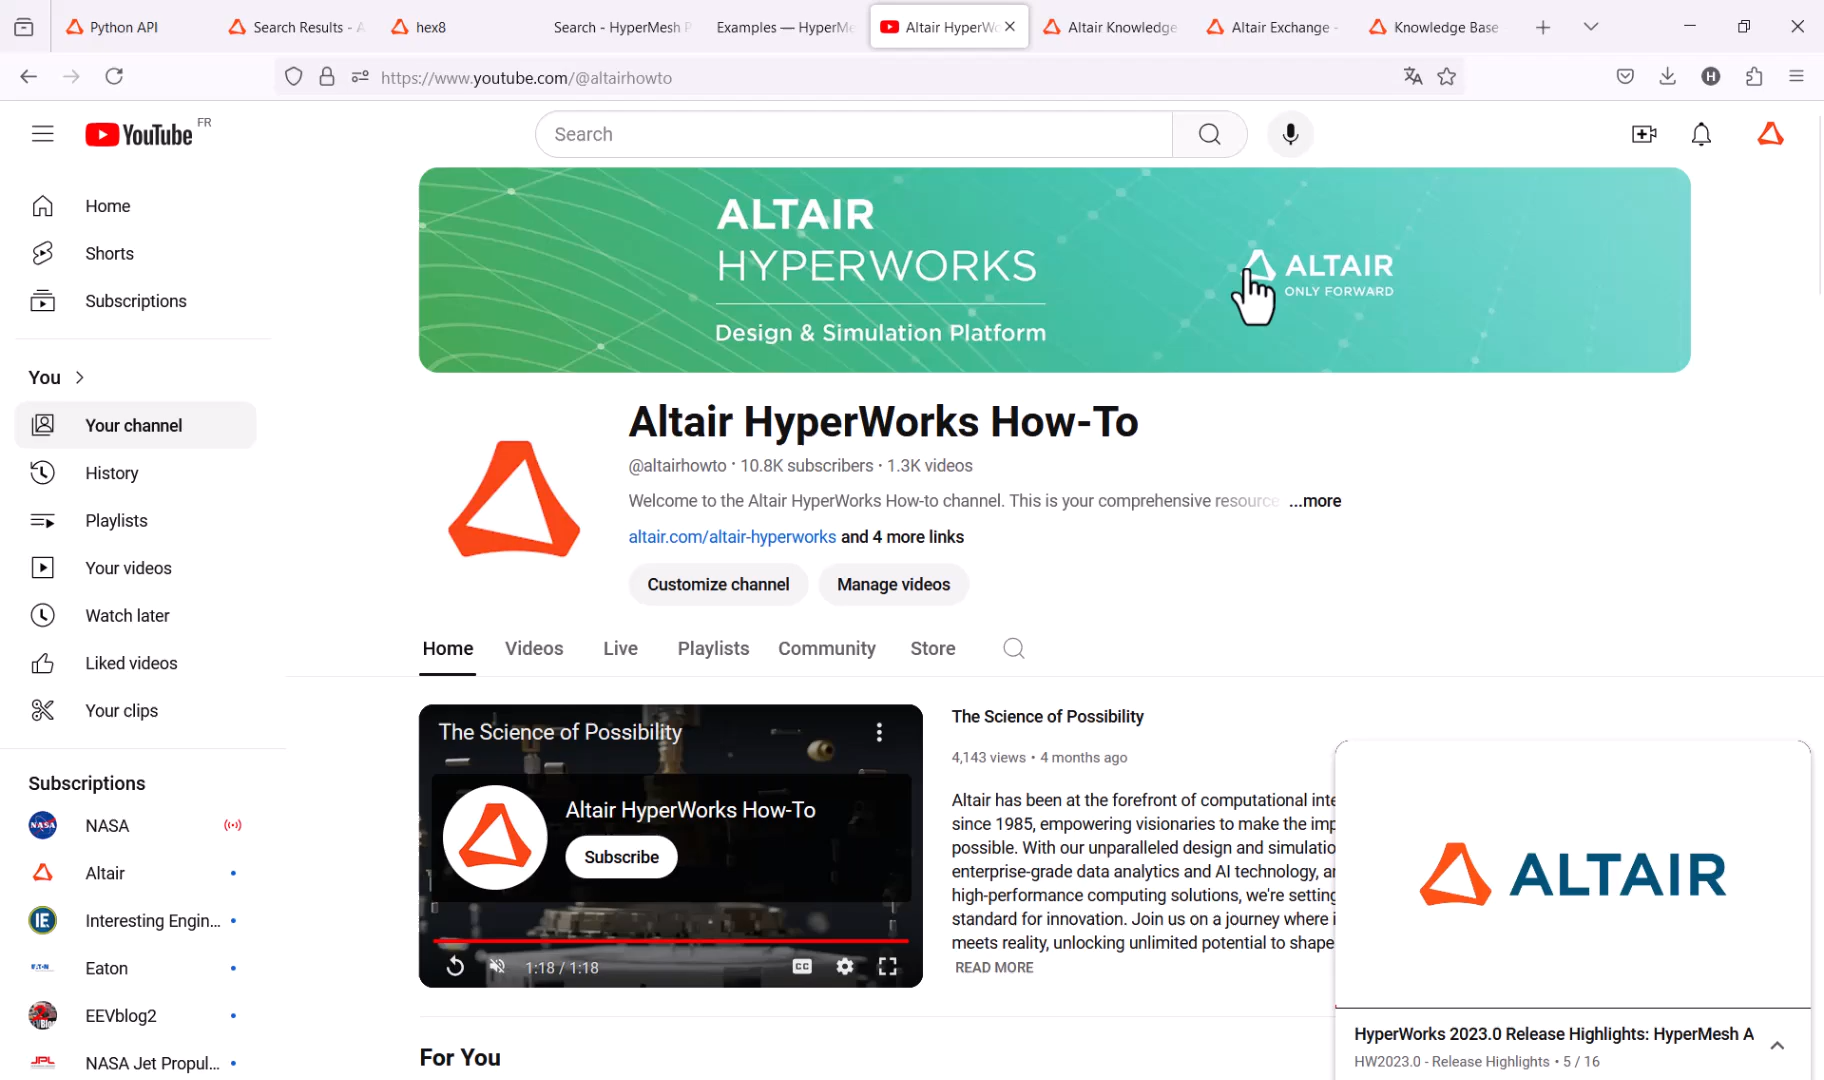 Python API
Search Results - A
hex8
Search - HyperMesh P
Examples — HyperMe
Altair HyperWo
Altair Knowledge
Altair Exchange -
Knowledge Base
https://www.youtube.com/@altairhowto
H
YouTube FR
Search
Home
Shorts
Subscriptions
You
Your channel
History
Playlists
Your videos
Watch later
Liked videos
Your clips
Subscriptions
NASA
Altair
Interesting Engin...
Eaton
EEVblog2
NASA Jet Propul...
ALTAIR
HYPERWORKS
Design & Simulation Platform
ALTAIR
ONLY FORWARD
Altair HyperWorks How-To
@altairhowto • 10.8K subscribers • 1.3K videos
Welcome to the Altair HyperWorks How-to channel. This is your comprehensive resource ...more
altair.com/altair-hyperworks and 4 more links
Customize channel
Manage videos
Home
Videos
Live
Playlists
Community
Store
The Science of Possibility
Altair HyperWorks How-To
Subscribe
1:18 / 1:18
CC
The Science of Possibility
4,143 views • 4 months ago
Altair has been at the forefront of computational inte
since 1985, empowering visionaries to make the imp
possible. With our unparalleled design and simulatio
enterprise-grade data analytics and AI technology, an
high-performance computing solutions, we're setting
standard for innovation. Join us on a journey where i
meets reality, unlocking unlimited potential to shape
READ MORE
For You
ALTAIR
HyperWorks 2023.0 Release Highlights: HyperMesh A
HW2023.0 - Release Highlights • 5 / 16